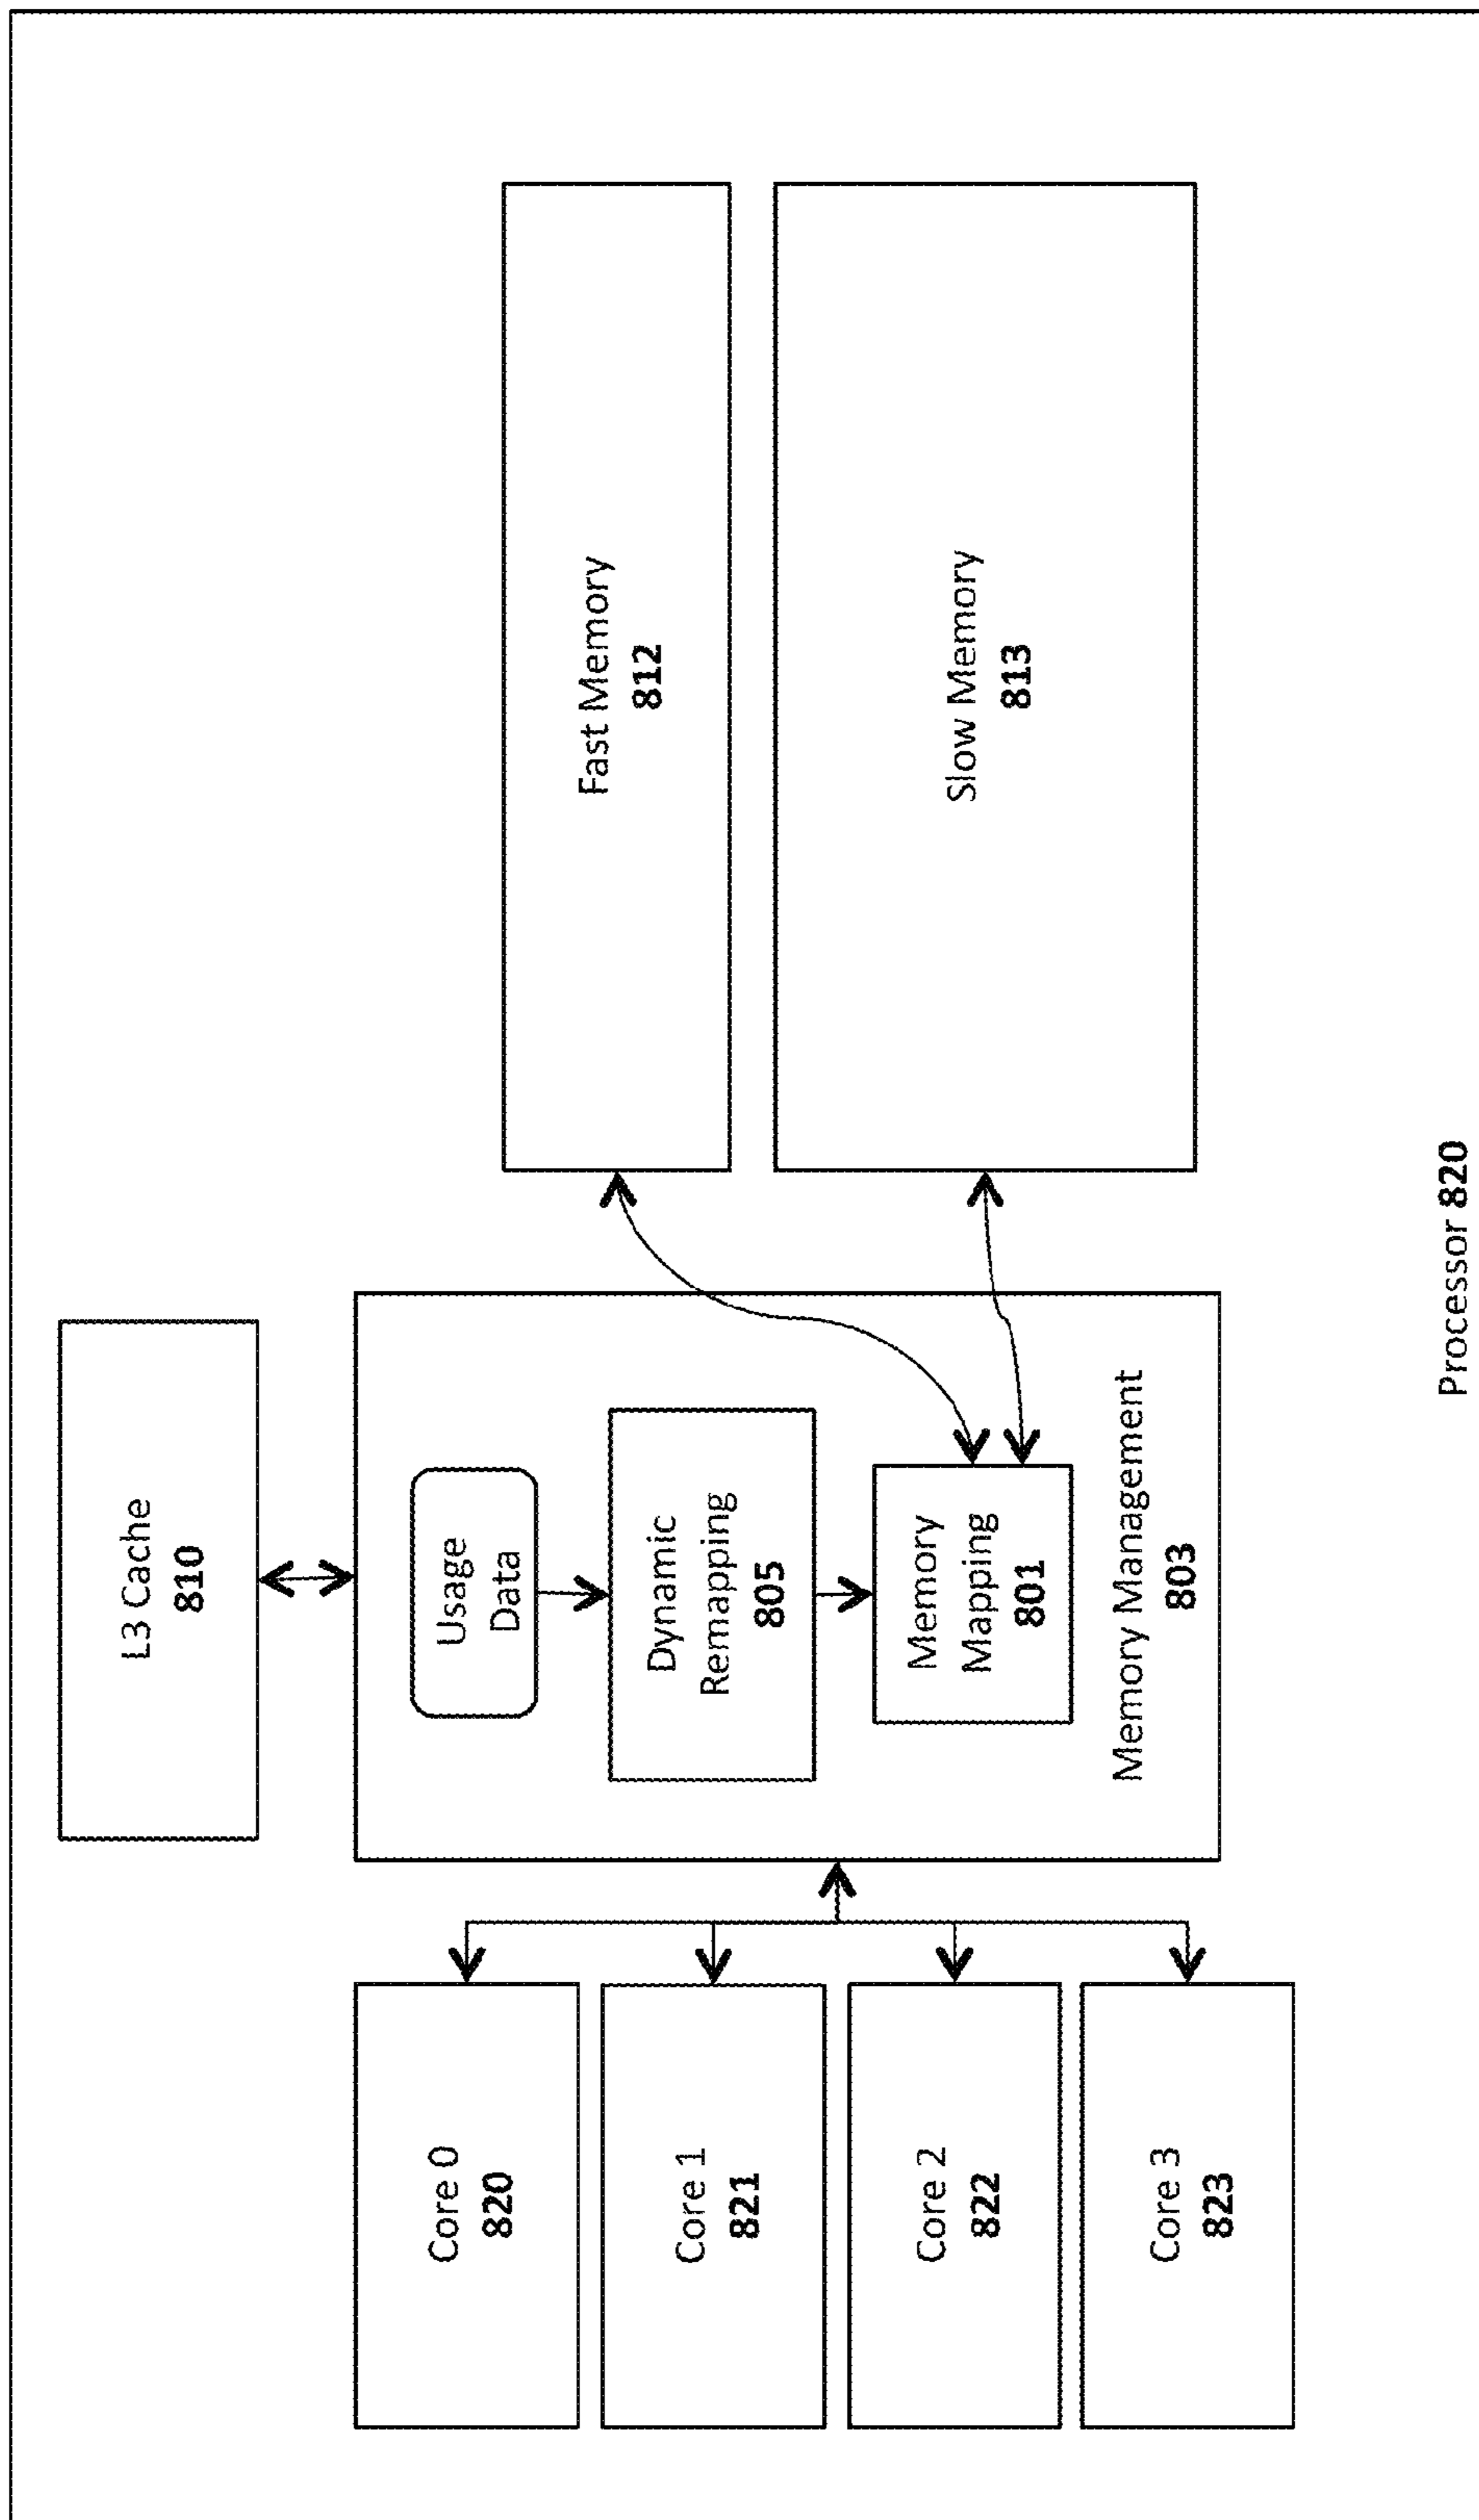 L3 Cache
810
Core 0
820
Core 1
821
Core 2
822
Core 3
823
Usage
Data
Dynamic
Remapping
805
Memory
Mapping
801
Memory Management
803
Fast Memory
812
Slow Memory
813
Processor 820